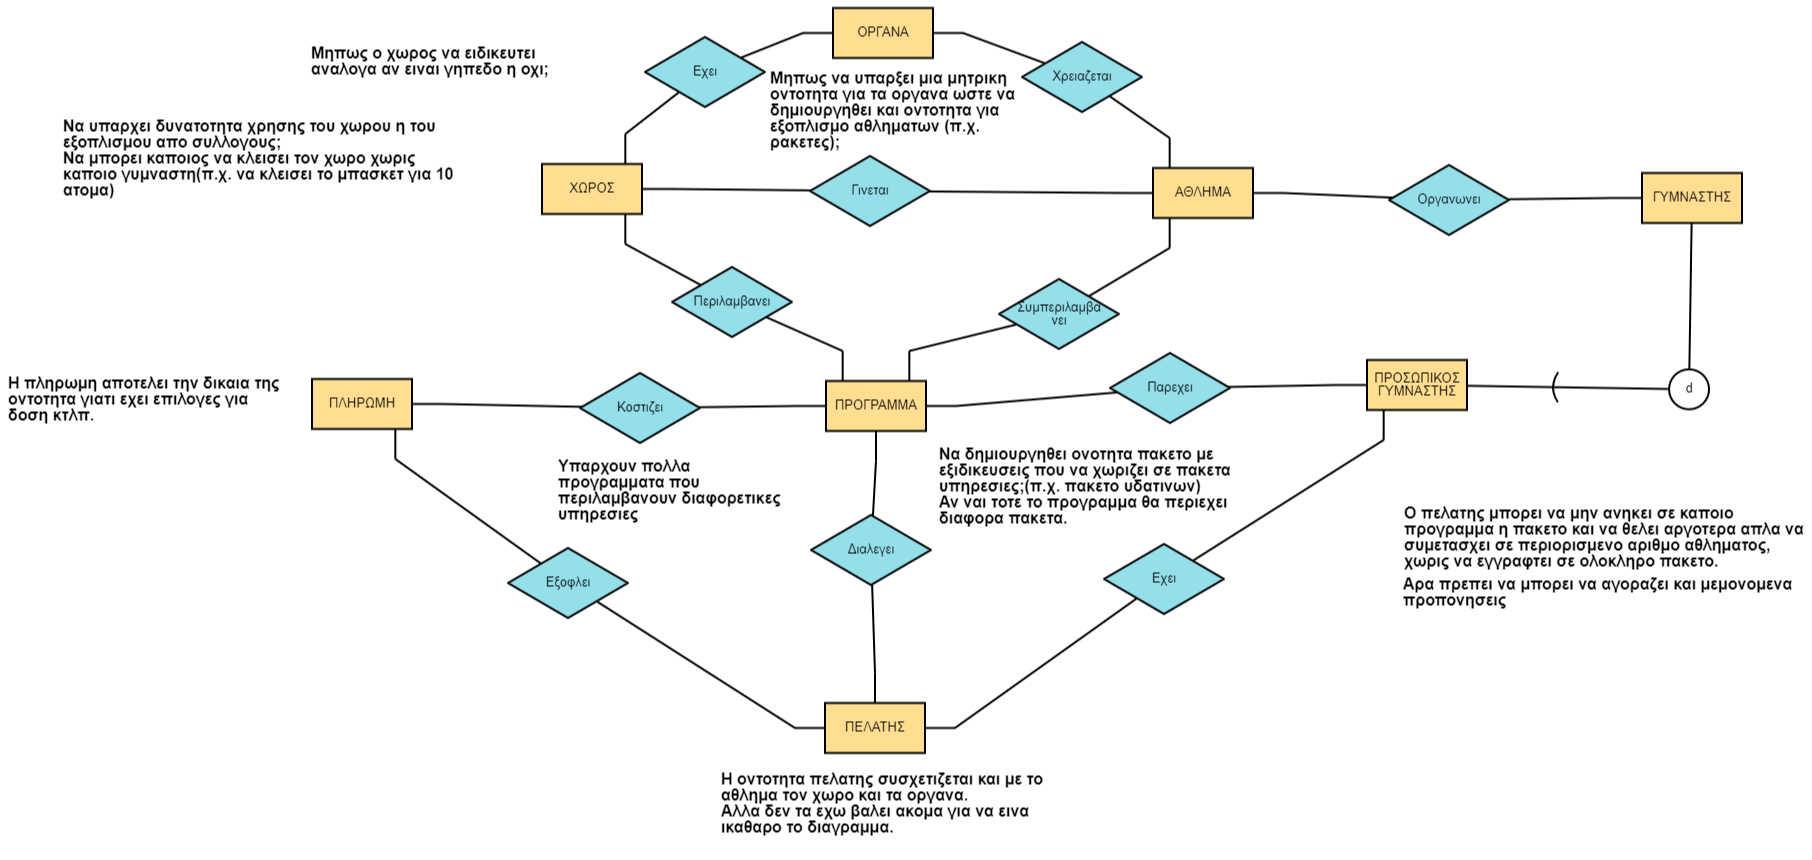 ΟΡΓΑΝΑ
Μηπως ο χωρος να ειδικευτει
αναλογα αν ειναι γηπεδο η οχι;
Εχει
Χρειαζεται
Μηπως να υπαρξει μια μητρικη
οντοτητα για τα οργανα ωστε να
δημιουργηθει και οντοτητα για
εξοπλισμο αθληματων (π.χ.
ρακετες);
Να υπαρχει δυνατοτητα χρησης του χωρου η του
εξοπλισμου απο συλλογους;
Να μπορει καποιος να κλεισει τον χωρο χωρις
καποιο γυμναστη(π.χ. να κλεισει το μπασκετ για 10
ατομα)
ΧΩΡΟΣ
Γινεται
ΑΘΛΗΜΑ
Οργανωνει
ΓΥΜΝΑΣΤΗΣ
Περιλαμβανει
Συμπεριλαμβα
νει
Η πληρωμη αποτελει την δικαια της
οντοτητα γιατι εχει επιλογες για
δοση κτλπ.
ΠΛΗΡΩΜΗ
Κοστιζει
ΠΡΟΓΡΑΜΜΑ
Παρεχει
ΠΡΟΣΩΠΙΚΟΣ
ΓΥΜΝΑΣΤΗΣ
d
Υπαρχουν πολλα
προγραμματα που
περιλαμβανουν διαφορετικες
υπηρεσιες
Να δημιουργηθει ονοτητα πακετο με
εξιδικευσεις που να χωριζει σε πακετα
υπηρεσιες;(π.χ. πακετο υδατινων)
Αν ναι τοτε το προγραμμα θα περιεχει
διαφορα πακετα.
Ο πελατης μπορει να μην ανηκει σε καποιο
προγραμμα η πακετο και να θελει αργοτερα απλα να
συμετασχει σε περιορισμενο αριθμο αθληματος,
χωρις να εγγραφτει σε ολοκληρο πακετο.
Αρα πρεπει να μπορει να αγοραζει και μεμονομενα
προπονησεις
Διαλεγει
Εξοφλει
Εχει
ΠΕΛΑΤΗΣ
Η οντοτητα πελατης συσχετιζεται και με το
αθλημα τον χωρο και τα οργανα.
Αλλα δεν τα εχω βαλει ακομα για να εινα
ικαθαρο το διαγραμμα.